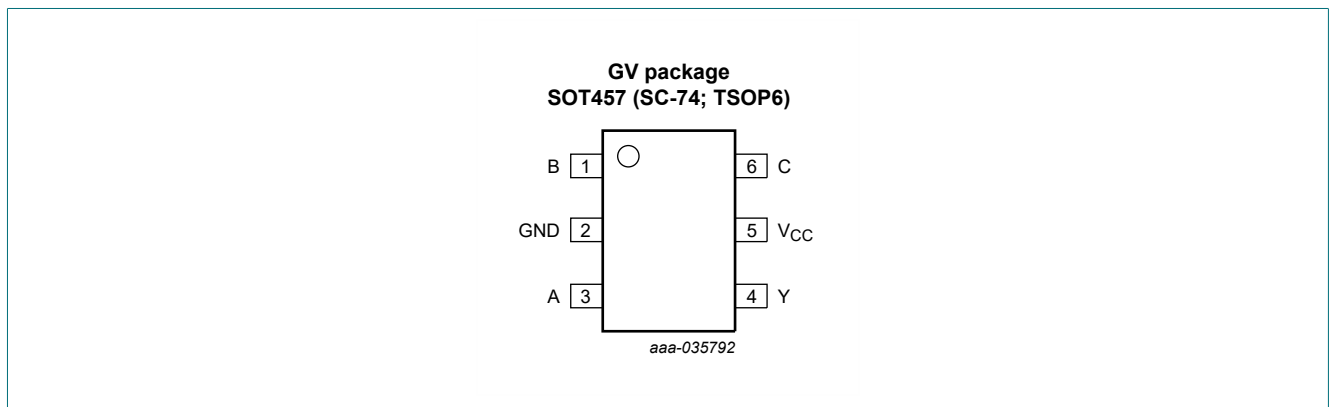 GV package
SOT457 (SC-74; TSOP6)
B 1 6 C
GND 2 5 VCC
A 3 4 Y
aaa-035792